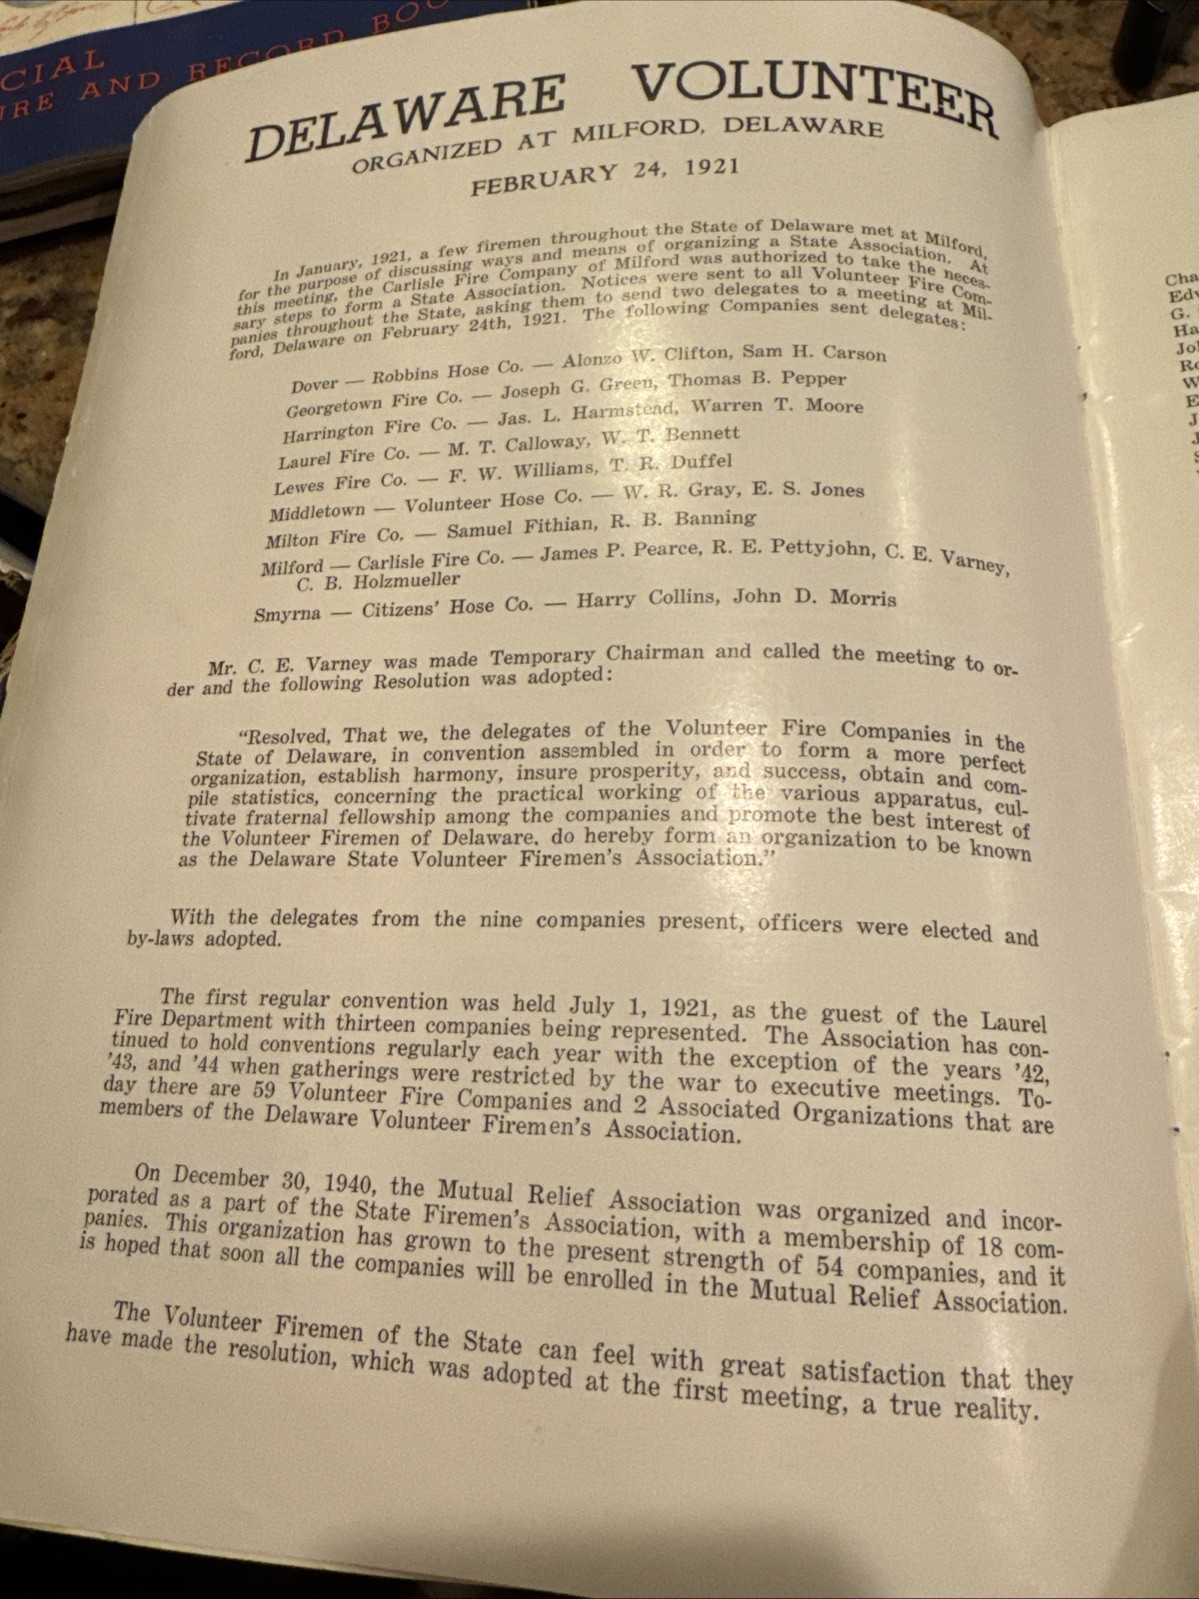 CIAL
URE AND RECORD BOO
DELAWARE VOLUNTEER
ORGANIZED AT MILFORD, DELAWARE
FEBRUARY 24, 1921
In January, 1921, a few firemen throughout the State of Delaware met at Milford,
for the purpose of discussing ways and means of organizing a State Association. At
this meeting, the Carlisle Fire Company of Milford was authorized to take the neces-
sary steps to form a State Association. Notices were sent to all Volunteer Fire Com-
panies throughout the State, asking them to send two delegates to a meeting at Mil-
ford, Delaware on February 24th, 1921. The following Companies sent delegates:
Dover — Robbins Hose Co. — Alonzo W. Clifton, Sam H. Carson
Georgetown Fire Co. — Joseph G. Green, Thomas B. Pepper
Harrington Fire Co. — Jas. L. Harmstead, Warren T. Moore
Laurel Fire Co. — M. T. Calloway, W. T. Bennett
Lewes Fire Co. — F. W. Williams, T. R. Duffel
Middletown — Volunteer Hose Co. — W. R. Gray, E. S. Jones
Milton Fire Co. — Samuel Fithian, R. B. Banning
Milford — Carlisle Fire Co. — James P. Pearce, R. E. Pettyjohn, C. E. Varney,
C. B. Holzmueller
Smyrna — Citizens' Hose Co. — Harry Collins, John D. Morris
Mr. C. E. Varney was made Temporary Chairman and called the meeting to or-
der and the following Resolution was adopted:
"Resolved, That we, the delegates of the Volunteer Fire Companies in the
State of Delaware, in convention assembled in order to form a more perfect
organization, establish harmony, insure prosperity, and success, obtain and com-
pile statistics, concerning the practical working of the various apparatus, cul-
tivate fraternal fellowship among the companies and promote the best interest of
the Volunteer Firemen of Delaware, do hereby form an organization to be known
as the Delaware State Volunteer Firemen's Association."
With the delegates from the nine companies present, officers were elected and
by-laws adopted.
The first regular convention was held July 1, 1921, as the guest of the Laurel
Fire Department with thirteen companies being represented. The Association has con-
tinued to hold conventions regularly each year with the exception of the years '42,
'43, and '44 when gatherings were restricted by the war to executive meetings. To-
day there are 59 Volunteer Fire Companies and 2 Associated Organizations that are
members of the Delaware Volunteer Firemen's Association.
On December 30, 1940, the Mutual Relief Association was organized and incor-
porated as a part of the State Firemen's Association, with a membership of 18 com-
panies. This organization has grown to the present strength of 54 companies, and it
is hoped that soon all the companies will be enrolled in the Mutual Relief Association.
The Volunteer Firemen of the State can feel with great satisfaction that they
have made the resolution, which was adopted at the first meeting, a true reality.
Cha
Edv
G.
Ha
Jol
Ro
W
E
J
J
S